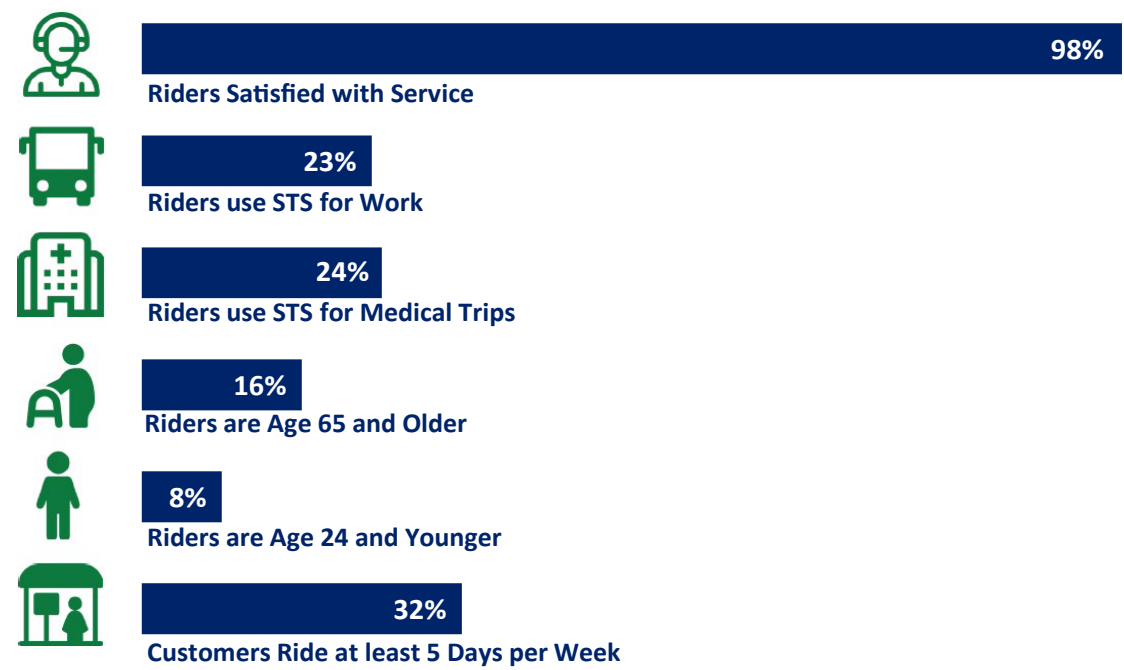 98%
Riders Satisfied with Service
23%
Riders use STS for Work
24%
Riders use STS for Medical Trips
16%
Riders are Age 65 and Older
8%
Riders are Age 24 and Younger
32%
Customers Ride at least 5 Days per Week